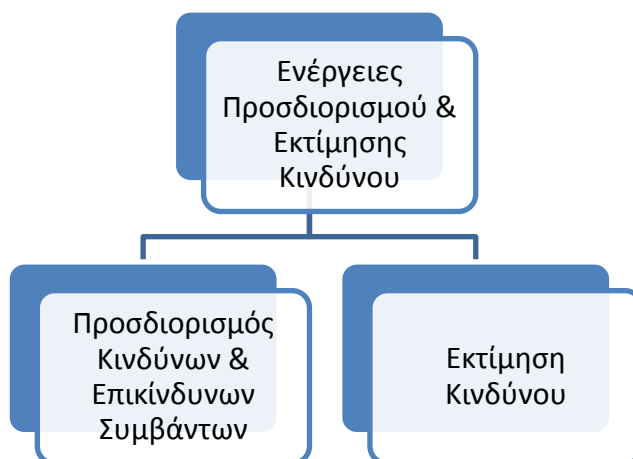 Ενέργειες
Προσδιορισμού &
Εκτίμησης
Κινδύνου
Προσδιορισμός
Κινδύνων &
Επικίνδυνων
Συμβάντων
Εκτίμηση
Κινδύνου